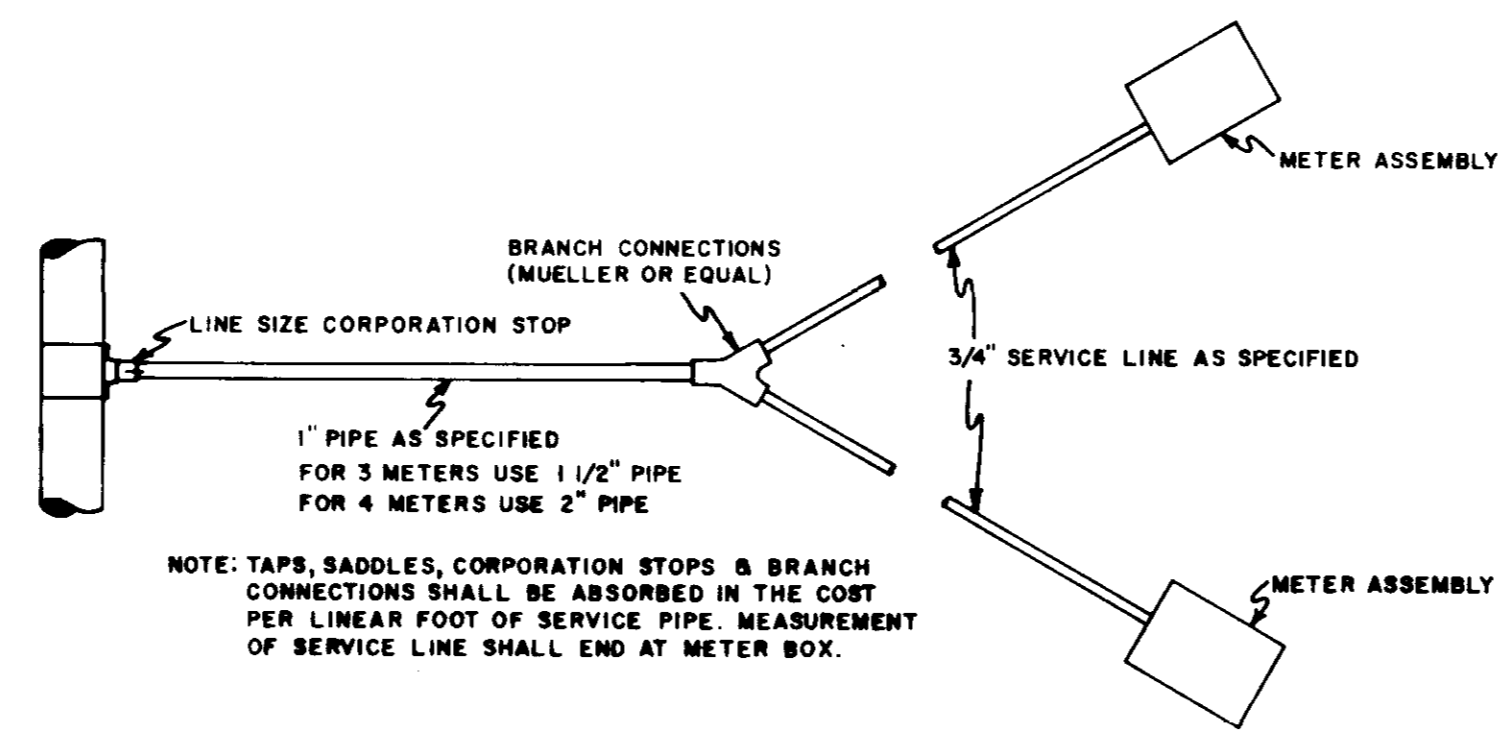 METER ASSEMBLY
BRANCH CONNECTIONS
(MUELLER OR EQUAL)
LINE SIZE CORPORATION STOP
3/4" SERVICE LINE AS SPECIFIED
1" PIPE AS SPECIFIED
FOR 3 METERS USE 1 1/2" PIPE
FOR 4 METERS USE 2" PIPE
NOTE: TAPS, SADDLES, CORPORATION STOPS & BRANCH
CONNECTIONS SHALL BE ABSORBED IN THE COST
PER LINEAR FOOT OF SERVICE PIPE. MEASUREMENT
OF SERVICE LINE SHALL END AT METER BOX.
METER ASSEMBLY